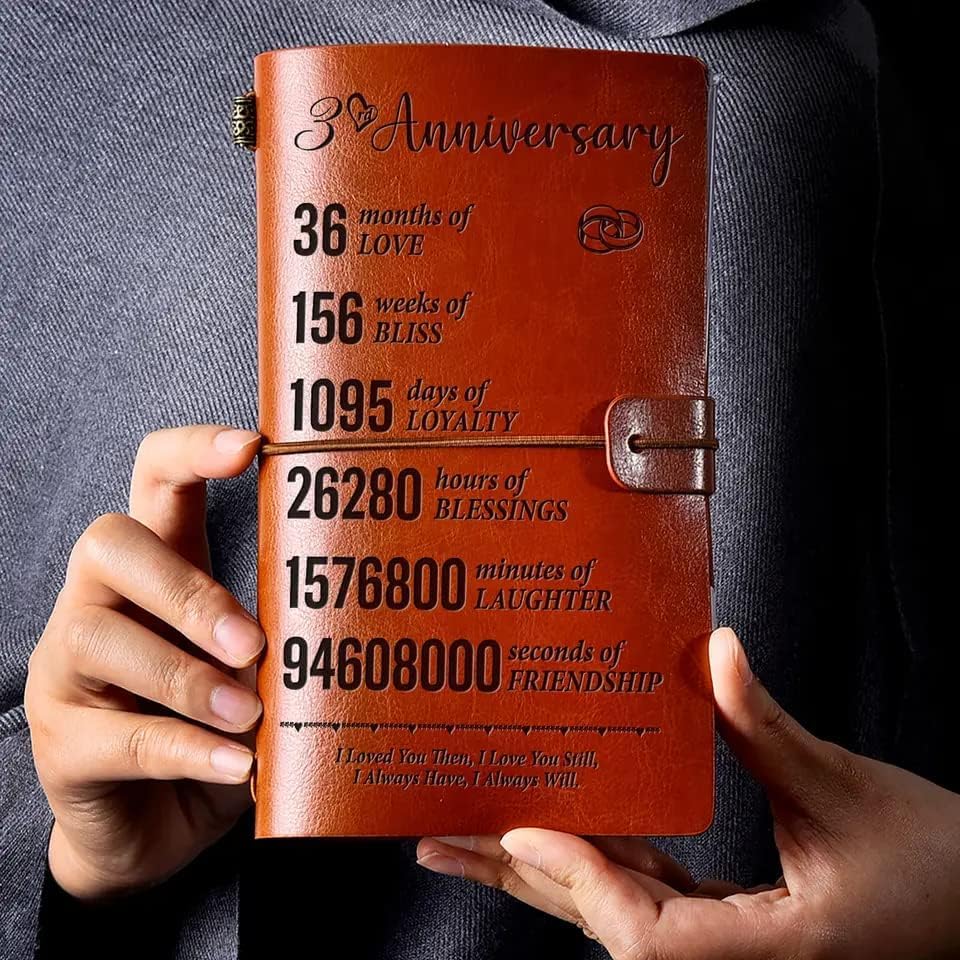 3rd Anniversary
36 months of
LOVE
156 weeks of
BLISS
1095 days of
LOYALTY
26280 hours of
BLESSINGS
1576800 minutes of
LAUGHTER
94608000 seconds of
FRIENDSHIP
I Loved You Then, I Love You Still,
I Always Have, I Always Will.